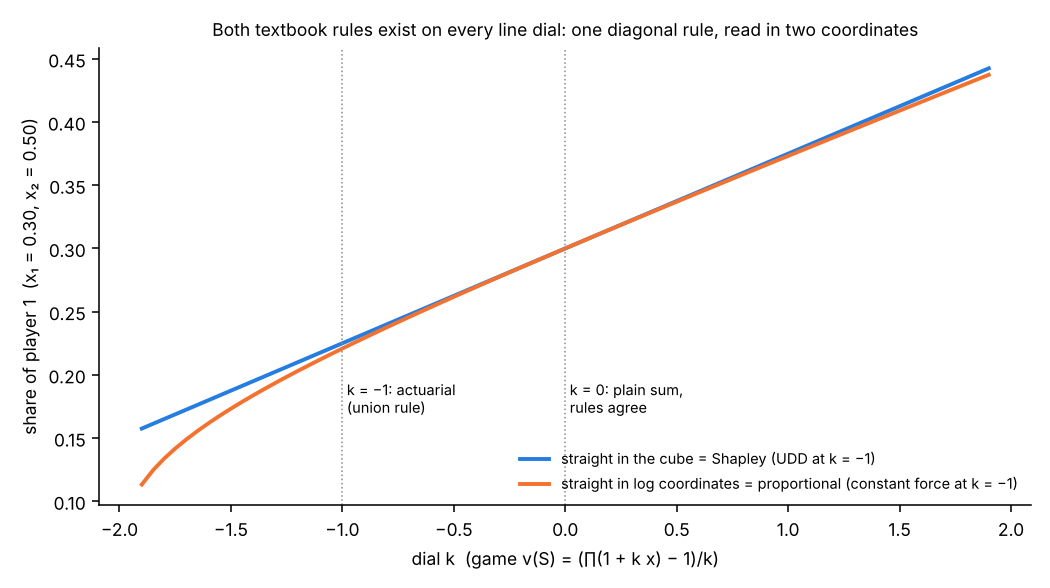 Both textbook rules exist on every line dial: one diagonal rule, read in two coordinates
share of player 1 (x₁ = 0.30, x₂ = 0.50)
0.45
0.40
0.35
0.30
0.25
0.20
0.15
0.10
k = −1: actuarial
(union rule)
k = 0: plain sum,
rules agree
straight in the cube = Shapley (UDD at k = −1)
straight in log coordinates = proportional (constant force at k = −1)
−2.0 −1.5 −1.0 −0.5 0.0 0.5 1.0 1.5 2.0
dial k (game v(S) = (∏(1 + k x) − 1)/k)